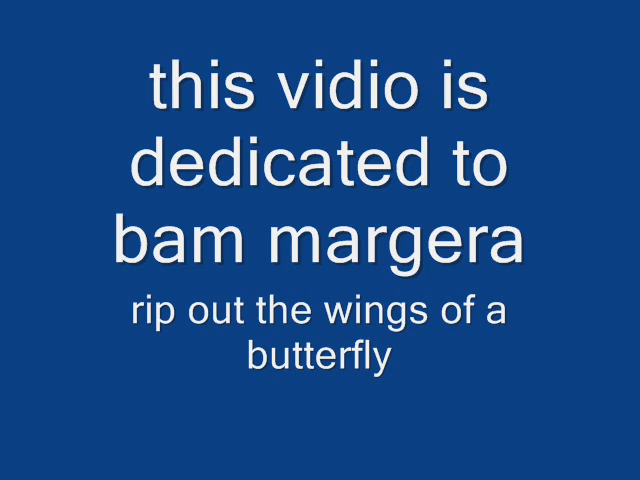 this vidio is
dedicated to
bam margera
rip out the wings of a
butterfly